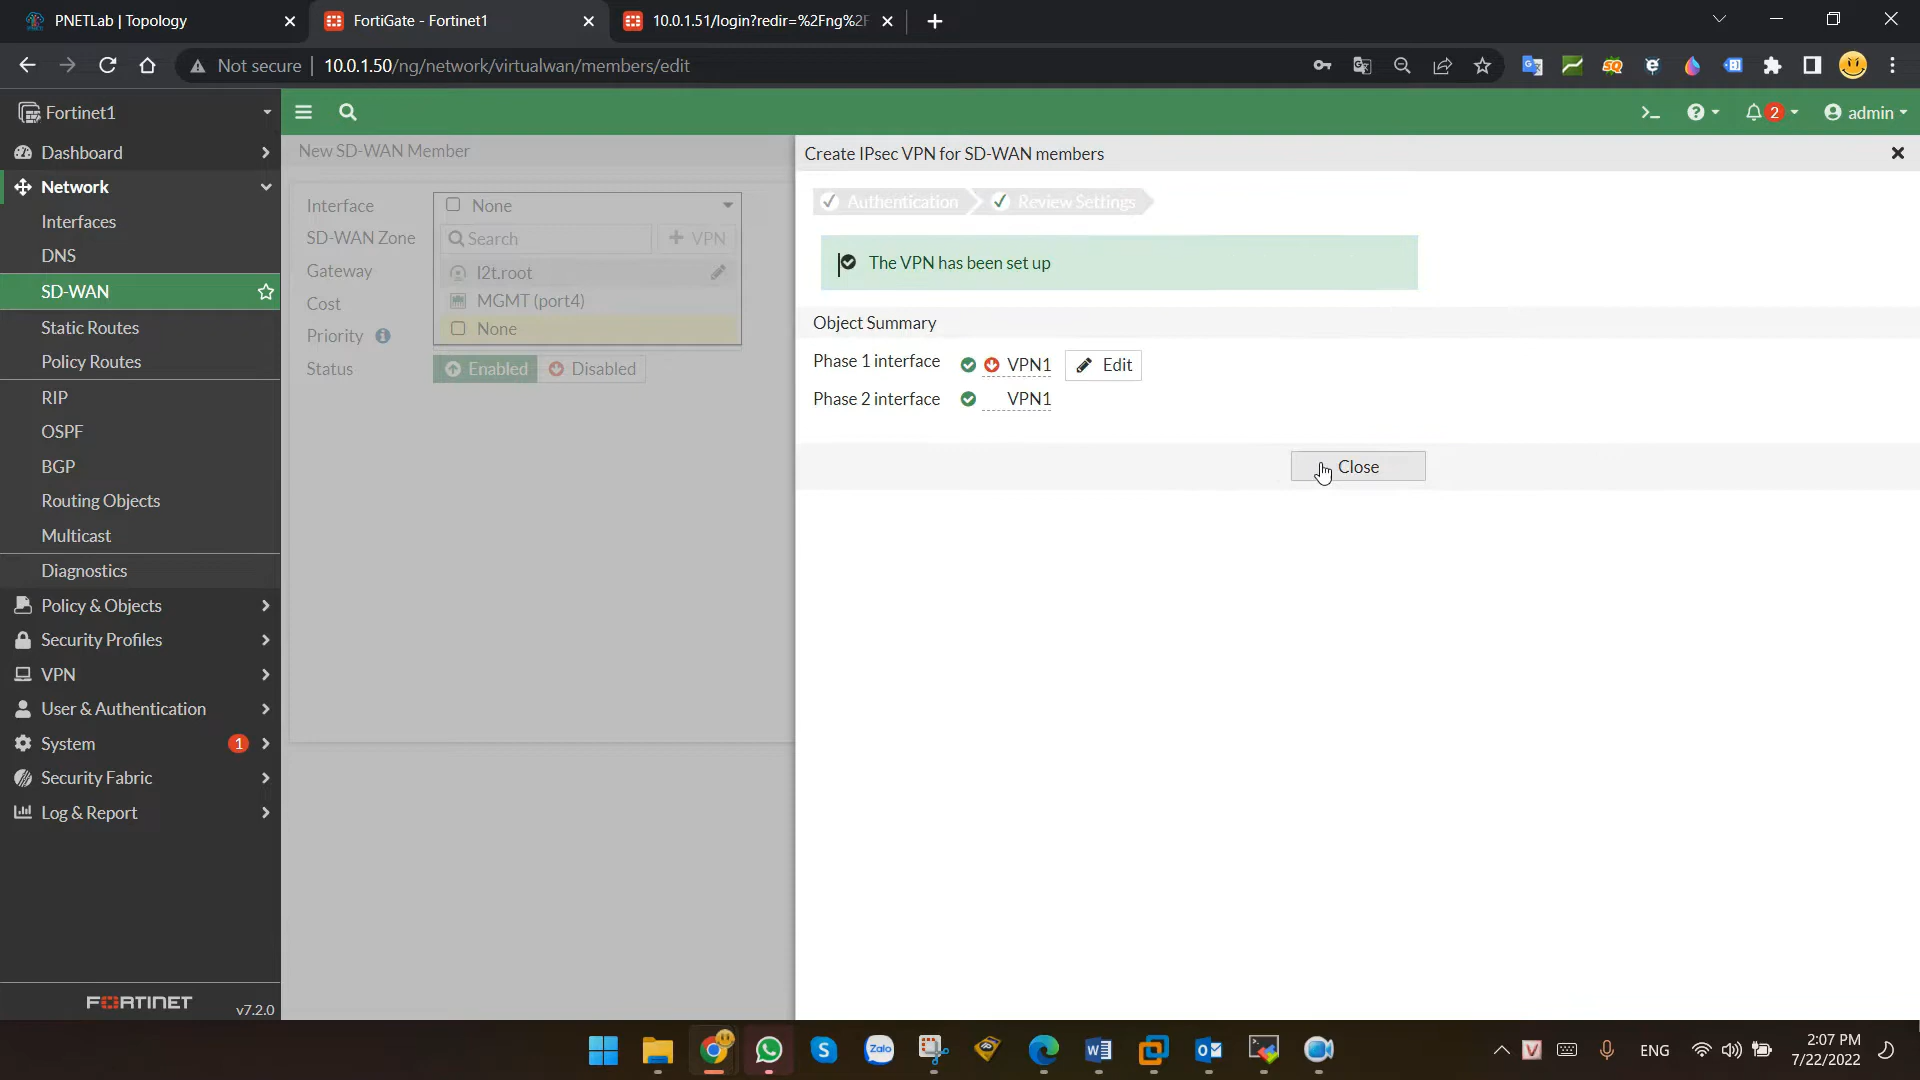 PNETLab | Topology
FortiGate - Fortinet1
10.0.1.51/login?redir=%2Fng%2F
Not secure
10.0.1.50/ng/network/virtualwan/members/edit
Fortinet1
2
admin
Dashboard
Network
Interfaces
DNS
SD-WAN
Static Routes
Policy Routes
RIP
OSPF
BGP
Routing Objects
Multicast
Diagnostics
Policy & Objects
Security Profiles
VPN
User & Authentication
System
1
Security Fabric
Log & Report
FORTINET
v7.2.0
New SD-WAN Member
Interface
None
SD-WAN Zone
Search
+ VPN
Gateway
l2t.root
Cost
MGMT (port4)
Priority
None
Status
Enabled
Disabled
Create IPsec VPN for SD-WAN members
Authentication
Review Settings
The VPN has been set up
Object Summary
Phase 1 interface
VPN1
Edit
Phase 2 interface
VPN1
Close
Zalo
ENG
2:07 PM
7/22/2022